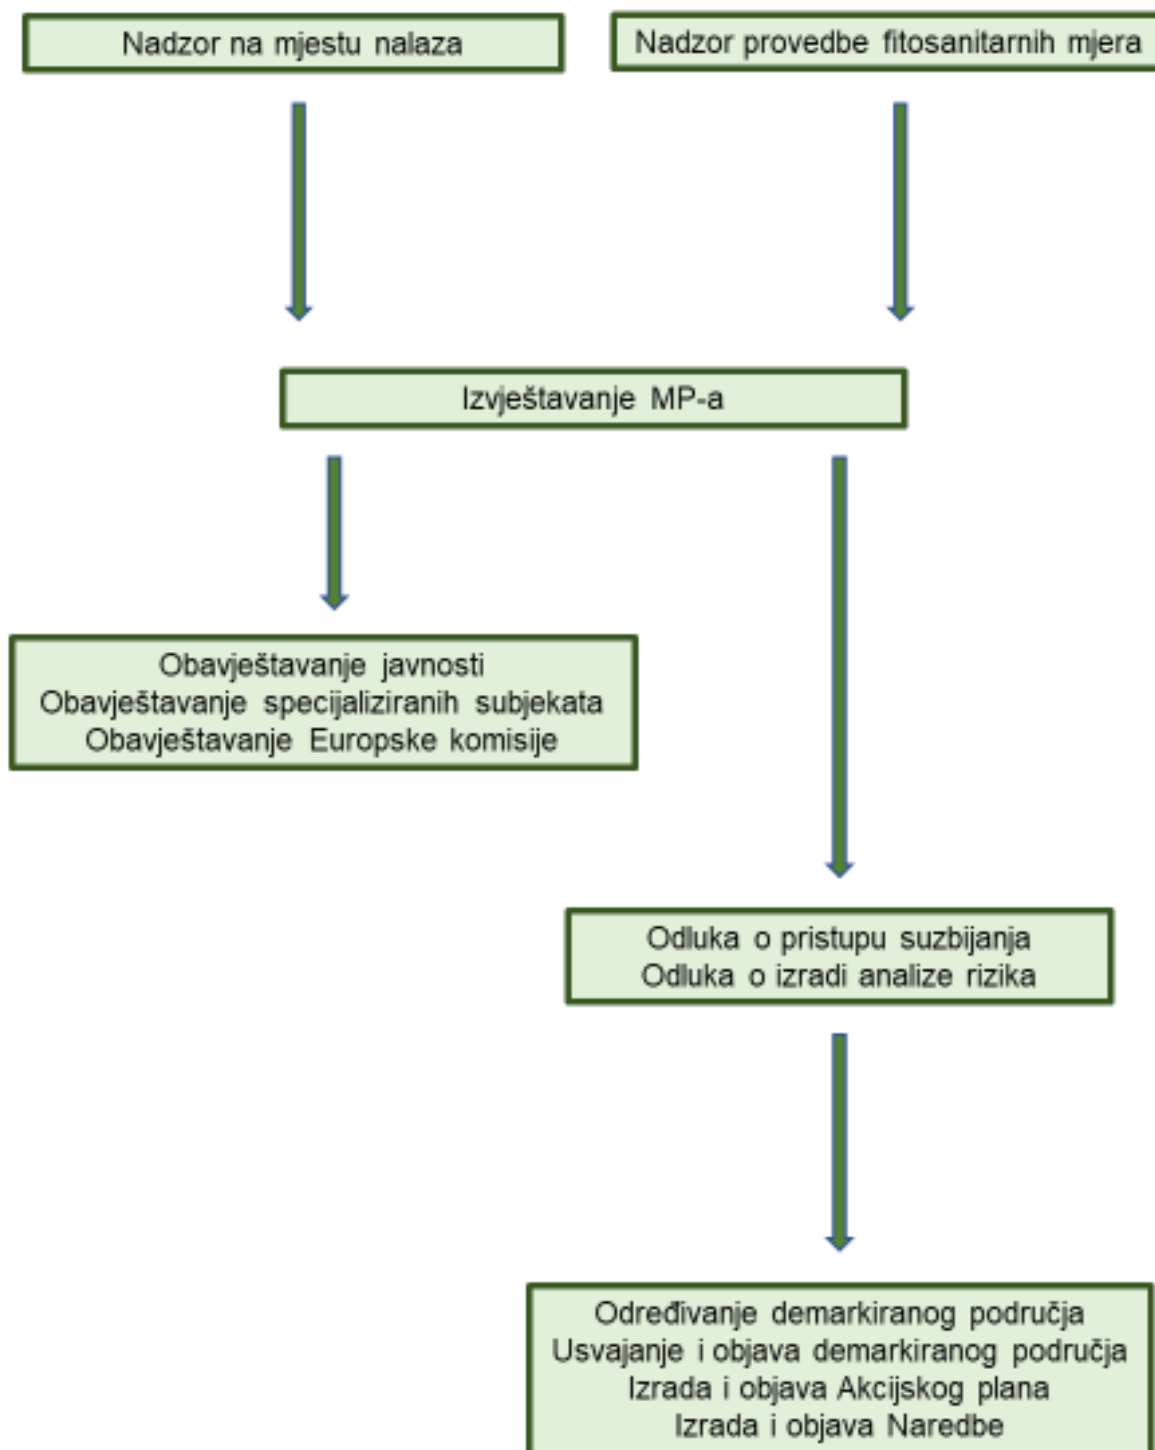 Nadzor na mjestu nalaza
Nadzor provedbe fitosanitarnih mjera
Izvještavanje MP-a
Obavještavanje javnosti
Obavještavanje specijaliziranih subjekata
Obavještavanje Europske komisije
Odluka o pristupu suzbijanja
Odluka o izradi analize rizika
Određivanje demarkiranog područja
Usvajanje i objava demarkiranog područja
Izrada i objava Akcijskog plana
Izrada i objava Naredbe